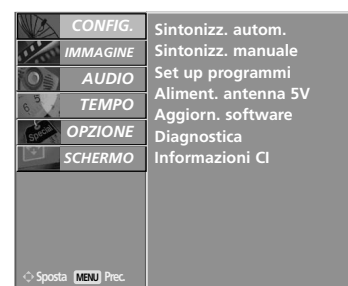 CONFIG.
IMMAGINE
AUDIO
TEMPO
OPZIONE
Special
SCHERMO
Sintonizz. autom.
Sintonizz. manuale
Set up programmi
Aliment. antenna 5V
Aggiorn. software
Diagnostica
Informazioni CI
Sposta MENU Prec.